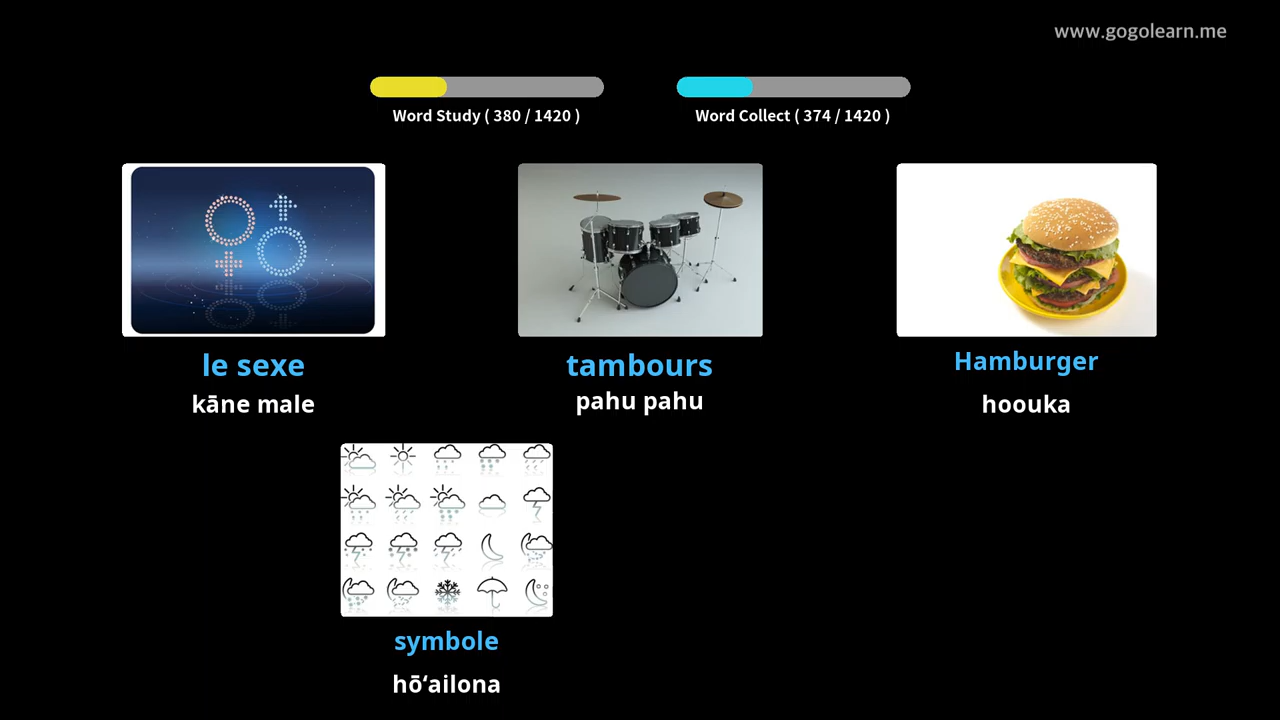 www.gogolearn.me
Word Study ( 380 / 1420 )
Word Collect ( 374 / 1420 )
le sexe
kāne male
tambours
pahu pahu
Hamburger
hoouka
symbole
hōʻailona